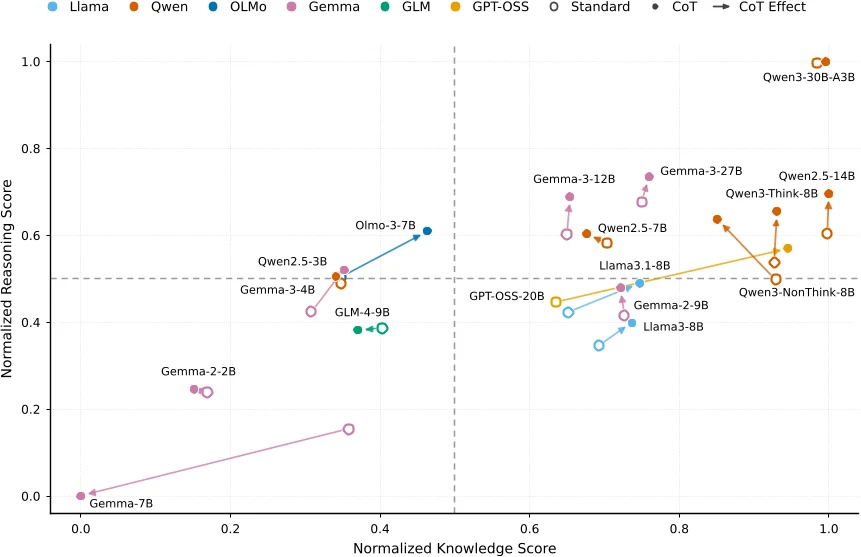 Llama Qwen OLMo Gemma GLM GPT-OSS Standard CoT CoT Effect
Normalized Reasoning Score
1.0
0.8
0.6
0.4
0.2
0.0
Qwen3-30B-A3B
Gemma-3-12B
Gemma-3-27B
Qwen2.5-14B
Qwen3-Think-8B
Olmo-3-7B
Qwen2.5-7B
Qwen2.5-3B
Llama3.1-8B
Gemma-3-4B
GPT-OSS-20B
Qwen3-NonThink-8B
GLM-4-9B
Gemma-2-9B
Llama3-8B
Gemma-2-2B
Gemma-7B
0.0 0.2 0.4 0.6 0.8 1.0
Normalized Knowledge Score